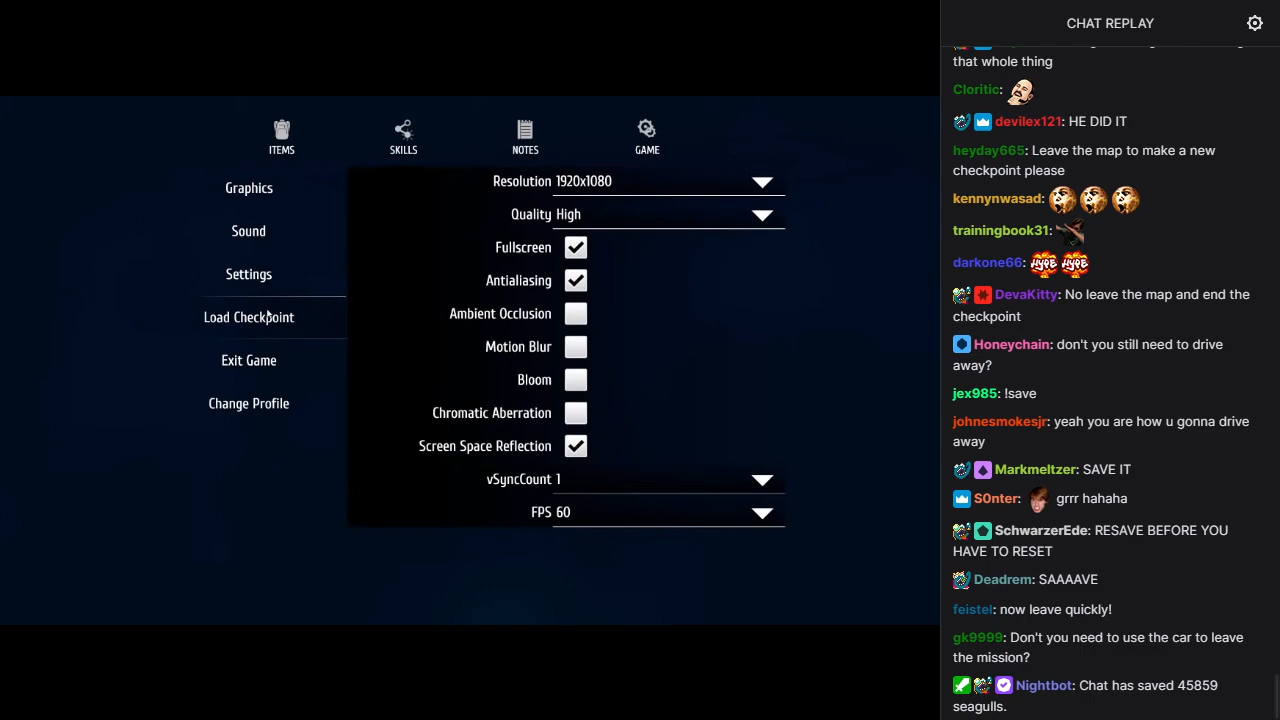 CHAT REPLAY
ITEMS
SKILLS
NOTES
GAME
Graphics
Sound
Settings
Load Checkpoint
Exit Game
Change Profile
Resolution 1920x1080
Quality High
Fullscreen
Antialiasing
Ambient Occlusion
Motion Blur
Bloom
Chromatic Aberration
Screen Space Reflection
vSyncCount 1
FPS 60
that whole thing
Cloritic:
devilex121: HE DID IT
heyday665: Leave the map to make a new
checkpoint please
kennynwasad:
trainingbook31:
darkone66: HYPE HYPE
DevaKitty: No leave the map and end the
checkpoint
Honeychain: don't you still need to drive
away?
jex985: !save
johnesmokesjr: yeah you are how u gonna drive
away
Markmeltzer: SAVE IT
S0nter: grrr hahaha
SchwarzerEde: RESAVE BEFORE YOU
HAVE TO RESET
Deadrem: SAAAAVE
feistel: now leave quickly!
gk9999: Don't you need to use the car to leave
the mission?
Nightbot: Chat has saved 45859
seagulls.